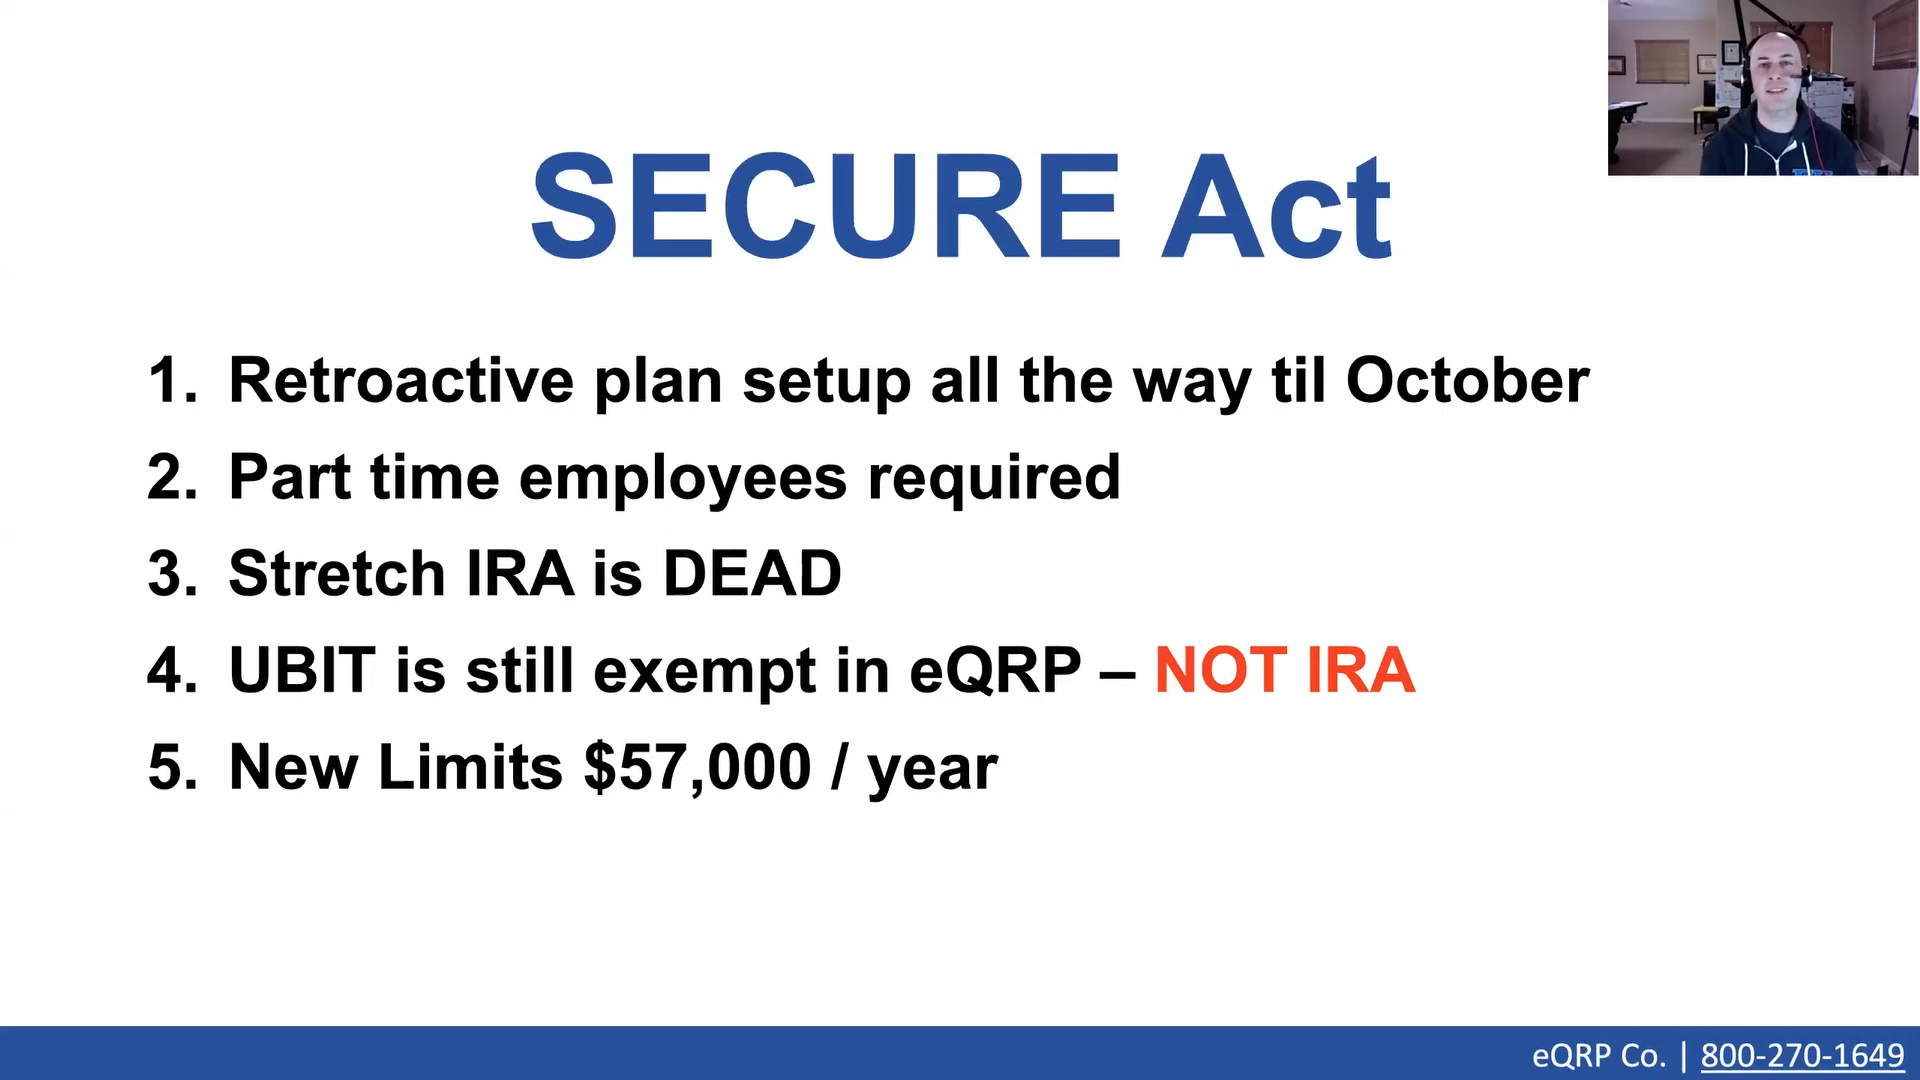 SECURE Act
1. Retroactive plan setup all the way til October
2. Part time employees required
3. Stretch IRA is DEAD
4. UBIT is still exempt in eQRP – NOT IRA
5. New Limits $57,000 / year
eQRP Co. | 800-270-1649